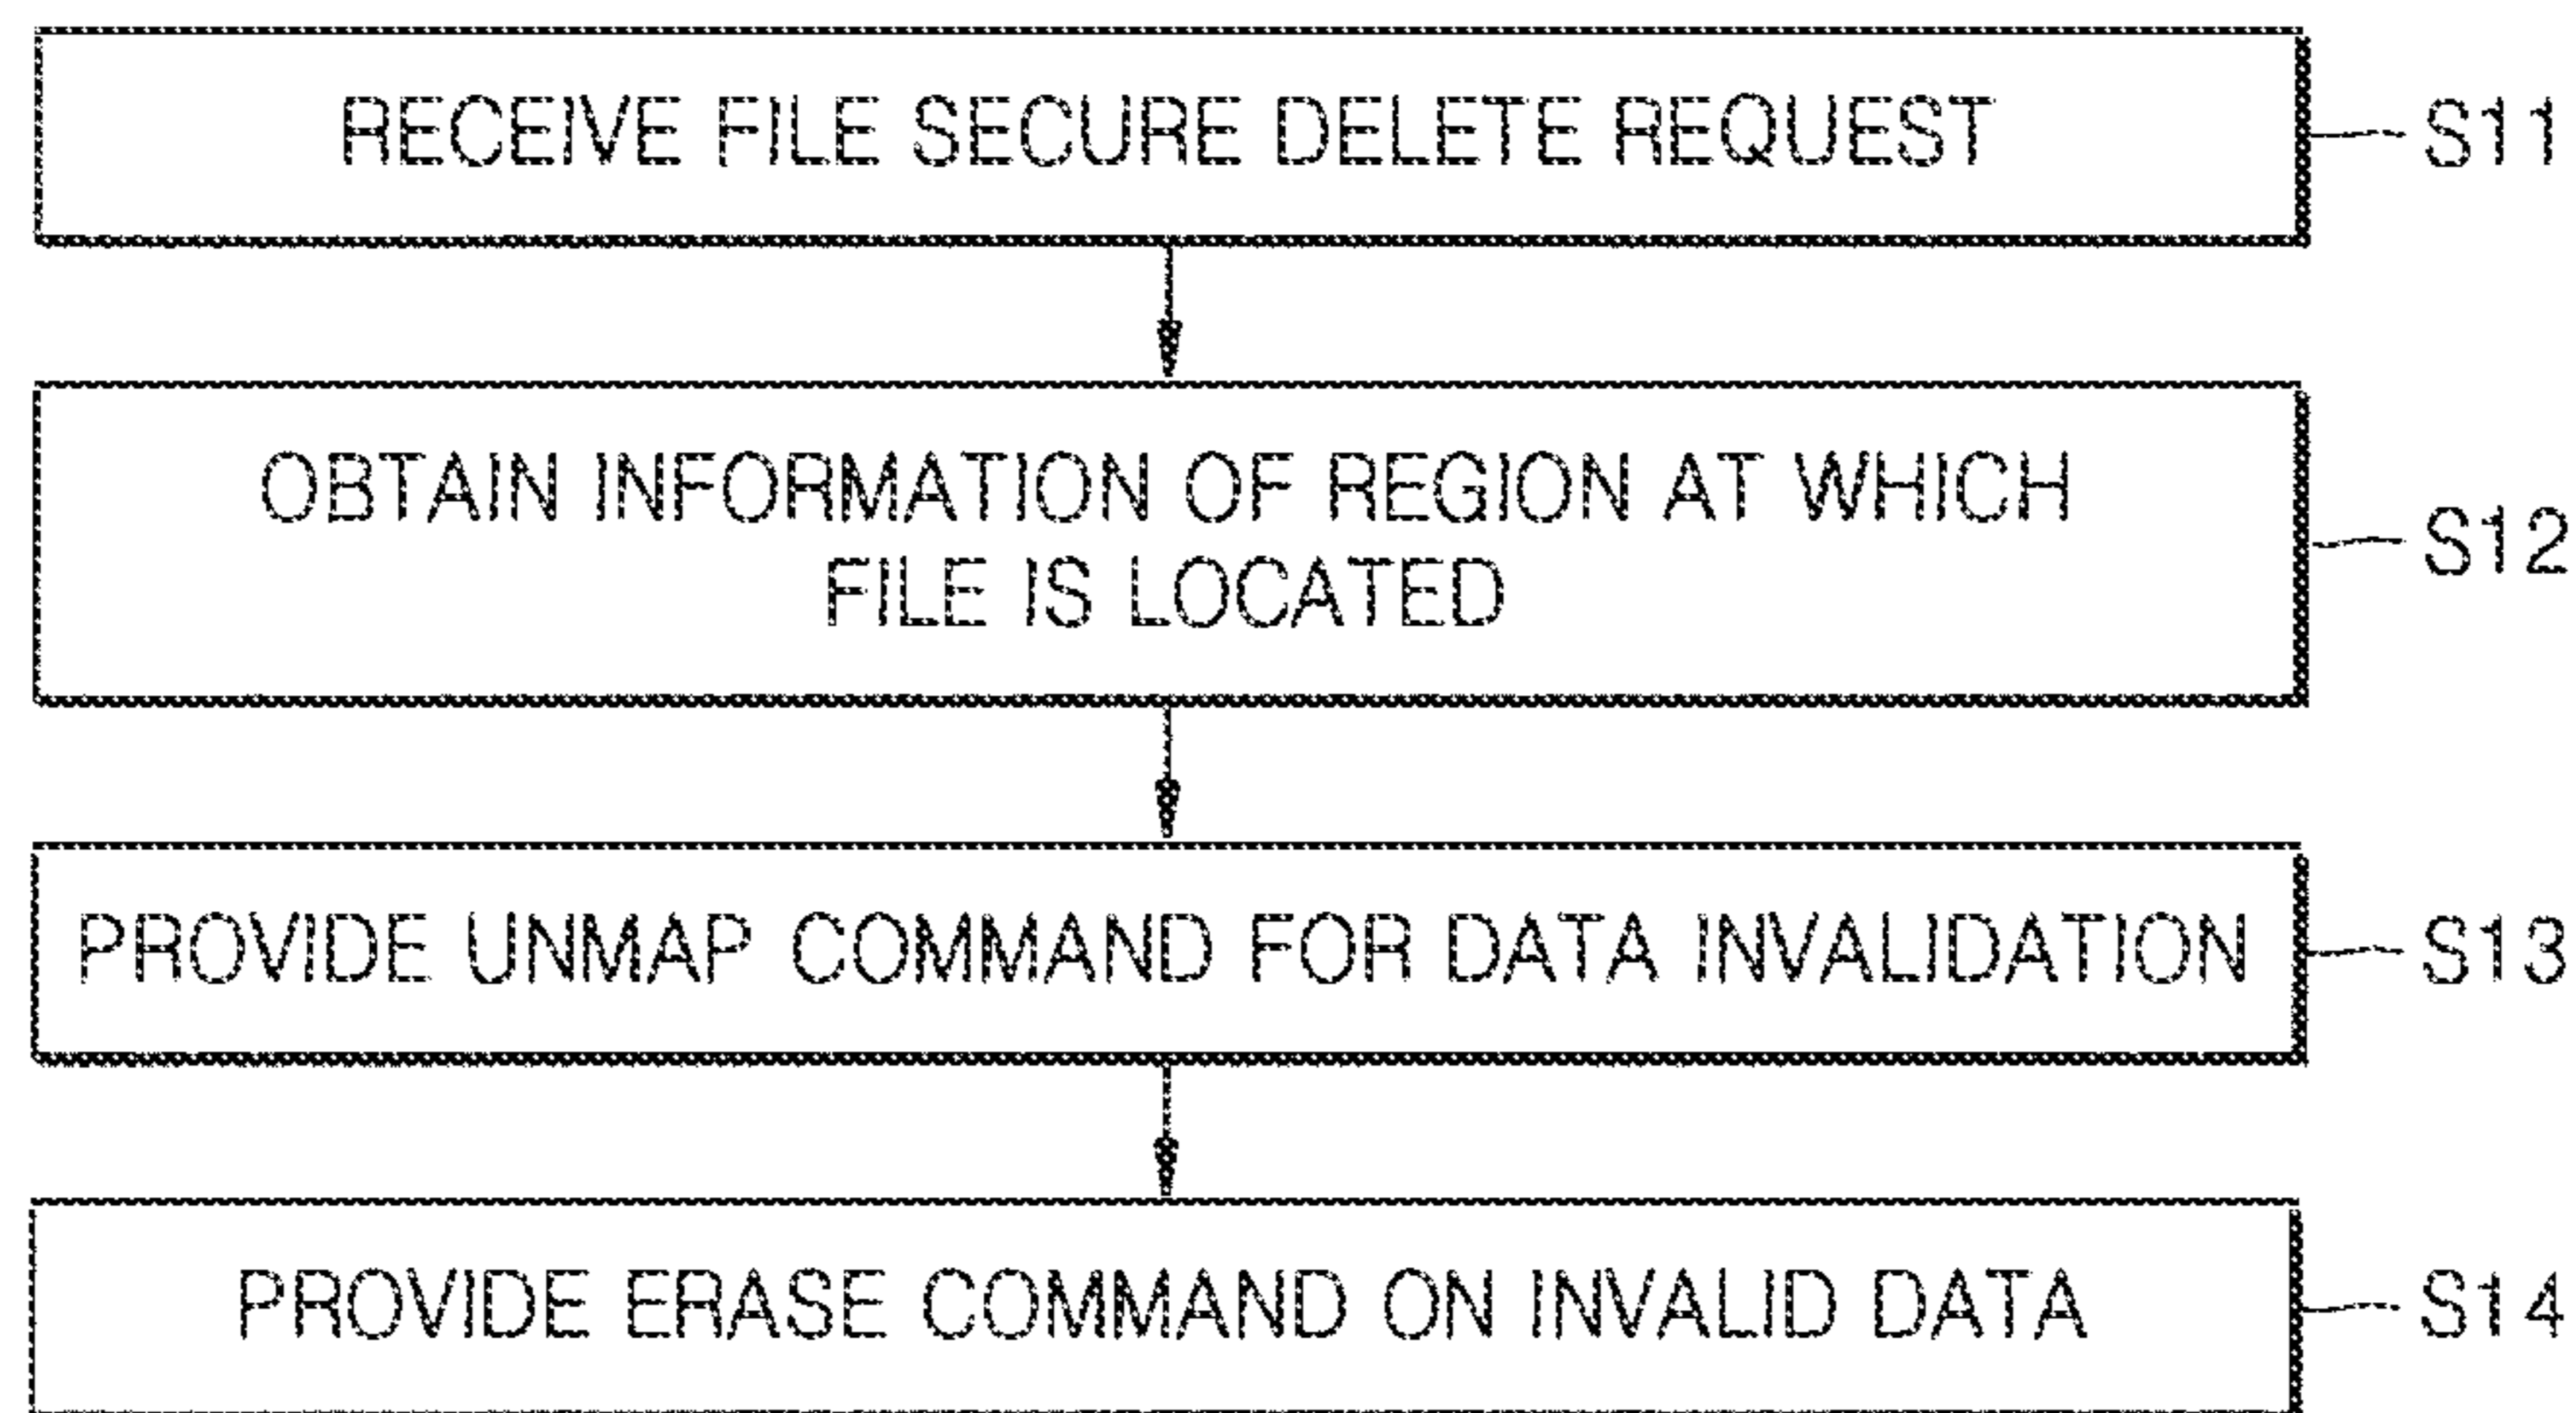 RECEIVE FILE SECURE DELETE REQUEST
S11
OBTAIN INFORMATION OF REGION AT WHICH
FILE IS LOCATED
S12
PROVIDE UNMAP COMMAND FOR DATA INVALIDATION
S13
PROVIDE ERASE COMMAND ON INVALID DATA
S14